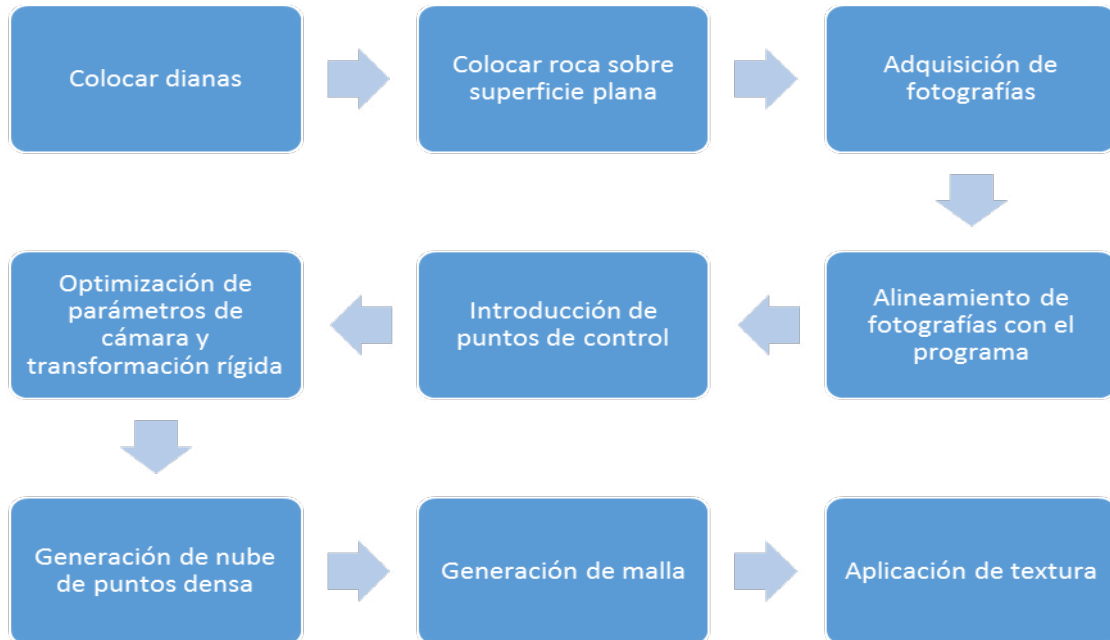 Colocar dianas
Colocar roca sobre
superficie plana
Adquisición de
fotografías
Alineamiento de
fotografías con el
programa
Introducción de
puntos de control
Optimización de
parámetros de
cámara y
transformación rígida
Generación de nube
de puntos densa
Generación de malla
Aplicación de textura